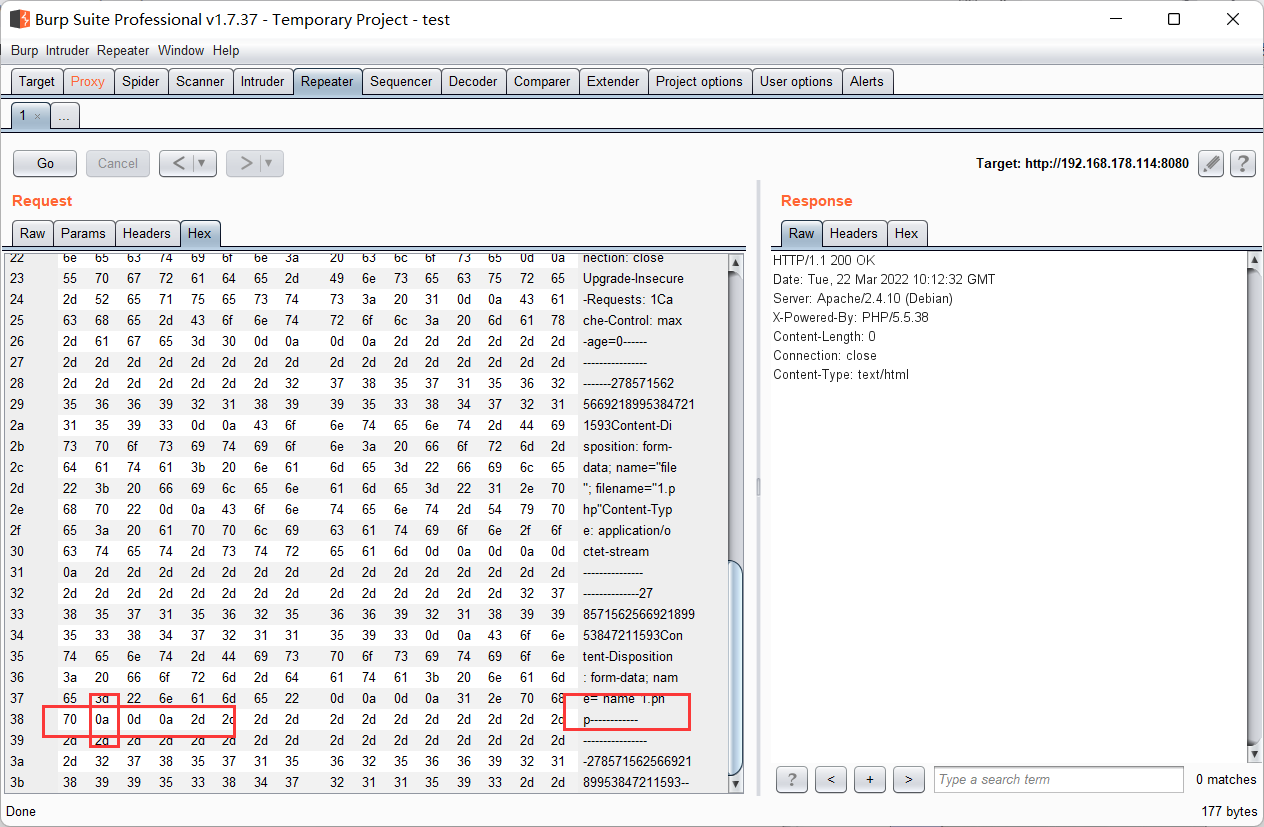 Burp Suite Professional v1.7.37 - Temporary Project - test
Burp Intruder Repeater Window Help
Target Proxy Spider Scanner Intruder Repeater Sequencer Decoder Comparer Extender Project options User options Alerts
1 × ...
Go Cancel < ▼ > ▼ Target: http://192.168.178.114:8080 ?
Request
Raw Params Headers Hex
22 6e 65 63 74 69 6f 6e 3a 20 63 6c 6f 73 65 0d 0a nection: close
23 55 70 67 72 61 64 65 2d 49 6e 73 65 63 75 72 65 Upgrade-Insecure
24 2d 52 65 71 75 65 73 74 73 3a 20 31 0d 0a 43 61 -Requests: 1Ca
25 63 68 65 2d 43 6f 6e 74 72 6f 6c 3a 20 6d 61 78 che-Control: max
26 2d 61 67 65 3d 30 0d 0a 0d 0a 2d 2d 2d 2d 2d 2d -age=0------
27 2d 2d 2d 2d 2d 2d 2d 2d 2d 2d 2d 2d 2d 2d 2d 2d ----------------
28 2d 2d 2d 2d 2d 2d 2d 32 37 38 35 37 31 35 36 32 -------278571562
29 35 36 36 39 32 31 38 39 39 35 33 38 34 37 32 31 5669218995384721
2a 31 35 39 33 0d 0a 43 6f 6e 74 65 6e 74 2d 44 69 1593Content-Di
2b 73 70 6f 73 69 74 69 6f 6e 3a 20 66 6f 72 6d 2d sposition: form-
2c 64 61 74 61 3b 20 6e 61 6d 65 3d 22 66 69 6c 65 data; name="file
2d 22 3b 20 66 69 6c 65 6e 61 6d 65 3d 22 31 2e 70 "; filename="1.p
2e 68 70 22 0d 0a 43 6f 6e 74 65 6e 74 2d 54 79 70 hp"Content-Typ
2f 65 3a 20 61 70 70 6c 69 63 61 74 69 6f 6e 2f 6f e: application/o
30 63 74 65 74 2d 73 74 72 65 61 6d 0d 0a 0d 0a 0d ctet-stream
31 0a 2d 2d 2d 2d 2d 2d 2d 2d 2d 2d 2d 2d 2d 2d 2d ---------------
32 2d 2d 2d 2d 2d 2d 2d 2d 2d 2d 2d 2d 2d 2d 32 37 --------------27
33 38 35 37 31 35 36 32 35 36 36 39 32 31 38 39 39 8571562566921899
34 35 33 38 34 37 32 31 31 35 39 33 0d 0a 43 6f 6e 53847211593Con
35 74 65 6e 74 2d 44 69 73 70 6f 73 69 74 69 6f 6e tent-Disposition
36 3a 20 66 6f 72 6d 2d 64 61 74 61 3b 20 6e 61 6d : form-data; nam
37 65 3d 22 6e 61 6d 65 22 0d 0a 0d 0a 31 2e 70 68 e="name"1.ph
38 70 0a 0d 0a 2d 2d 2d 2d 2d 2d 2d 2d 2d 2d 2d 2d p------------
39 2d 2d 2d 2d 2d 2d 2d 2d 2d 2d 2d 2d 2d 2d 2d 2d ----------------
3a 2d 32 37 38 35 37 31 35 36 32 35 36 36 39 32 31 -278571562566921
3b 38 39 39 35 33 38 34 37 32 31 31 35 39 33 2d 2d 89953847211593--
Response
Raw Headers Hex
HTTP/1.1 200 OK
Date: Tue, 22 Mar 2022 10:12:32 GMT
Server: Apache/2.4.10 (Debian)
X-Powered-By: PHP/5.5.38
Content-Length: 0
Connection: close
Content-Type: text/html
? < + > Type a search term 0 matches
Done 177 bytes